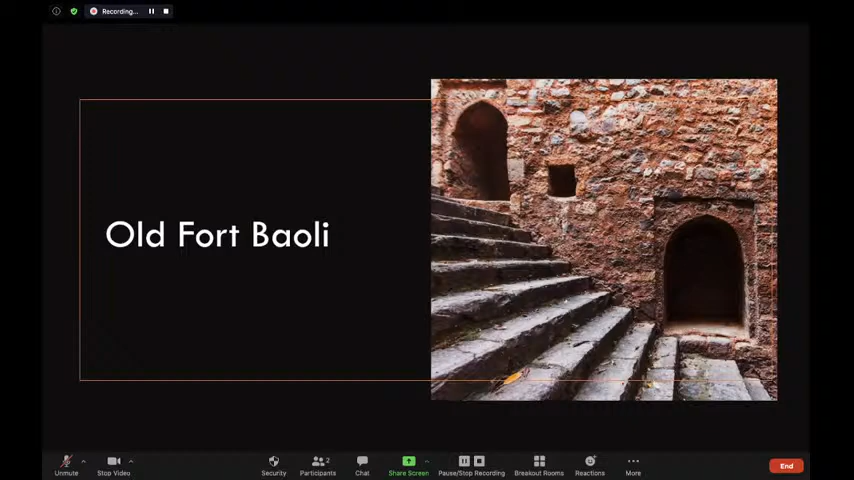 Recording...
Old Fort Baoli
Unmute
Stop Video
Security
Participants
2
Chat
Share Screen
Pause/Stop Recording
Breakout Rooms
Reactions
More
End